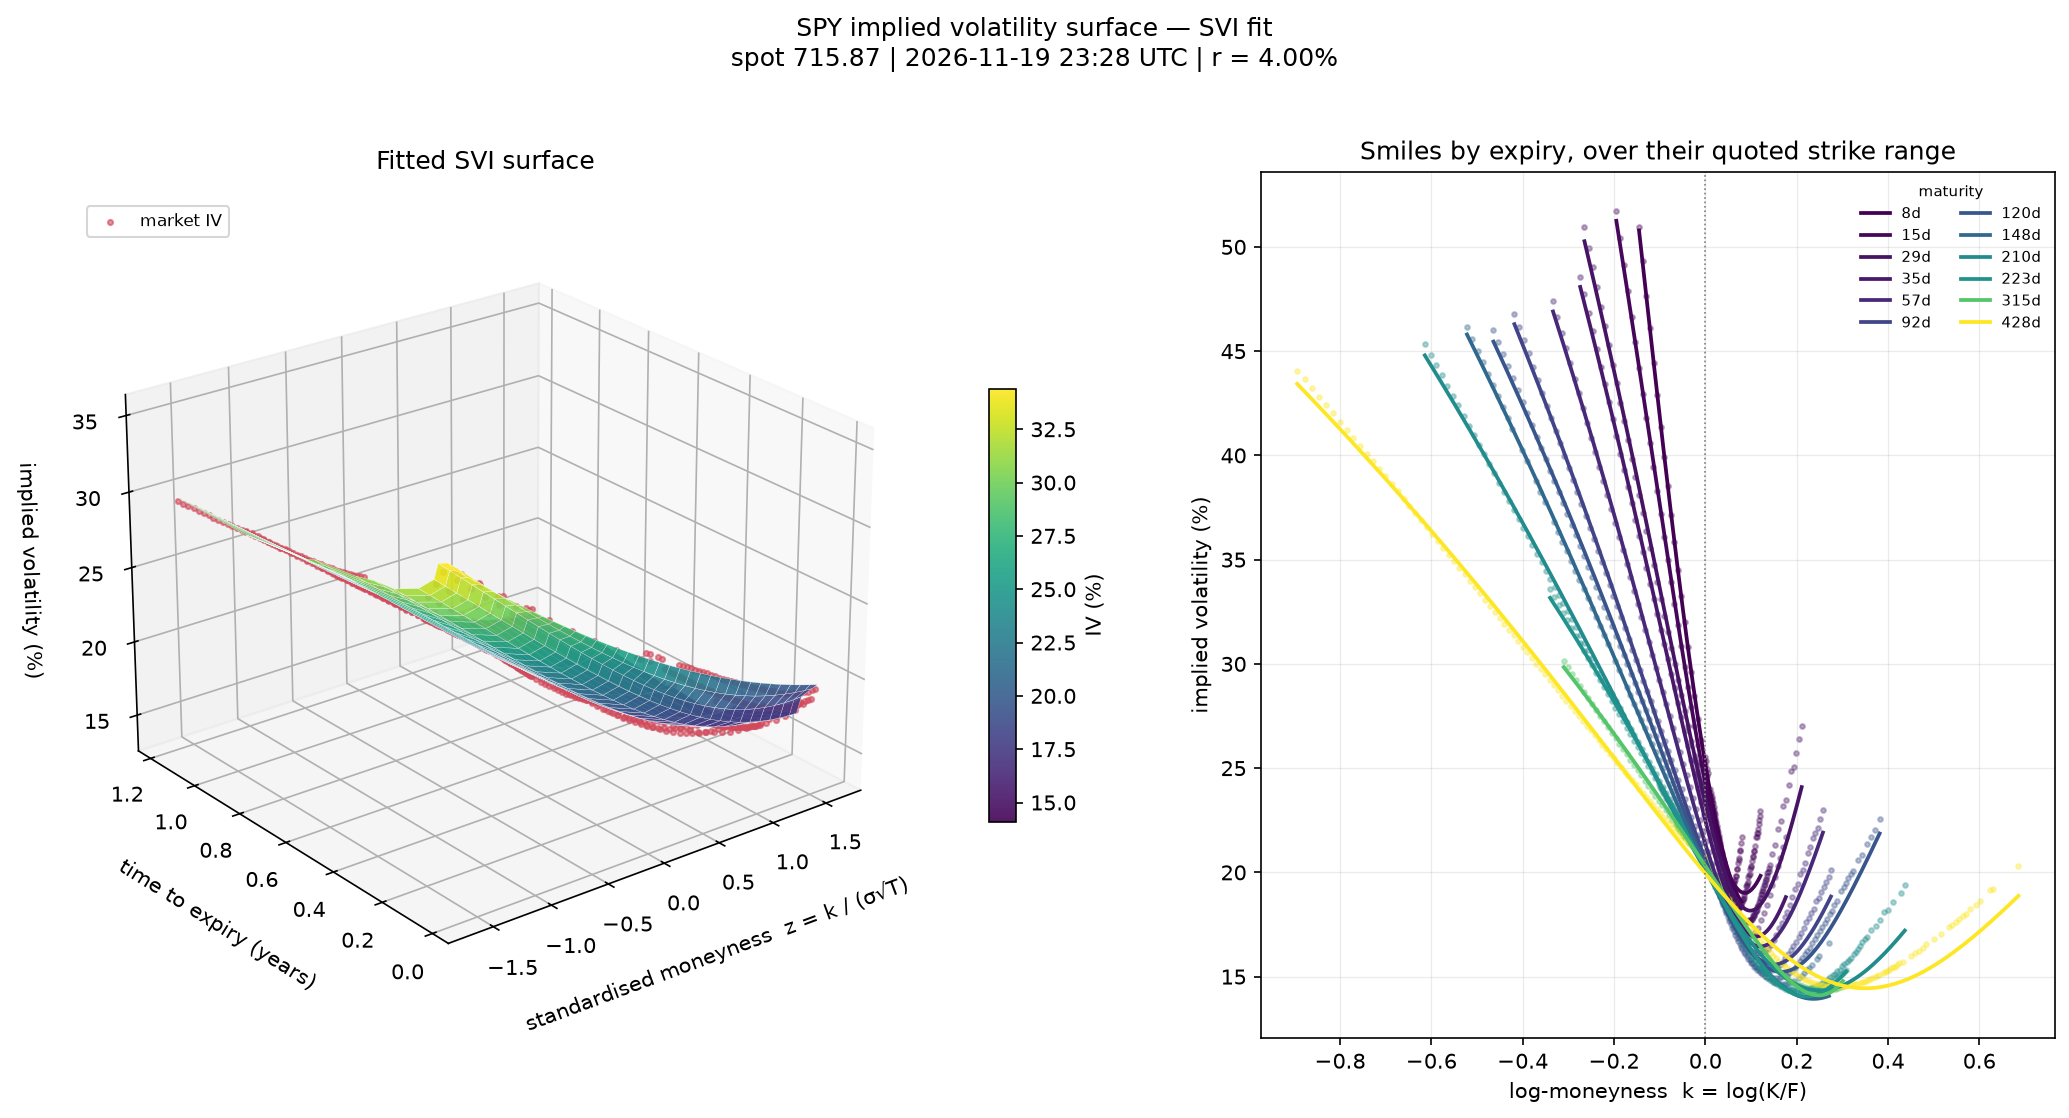 SPY implied volatility surface — SVI fit
spot 715.87 | 2026-11-19 23:28 UTC | r = 4.00%
Fitted SVI surface
market IV
35
30
25
20
15
implied volatility (%)
1.2
1.0
0.8
0.6
0.4
0.2
0.0
time to expiry (years)
−1.5
−1.0
−0.5
0.0
0.5
1.0
1.5
standardised moneyness  z = k / (σ√T)
32.5
30.0
27.5
25.0
22.5
20.0
17.5
15.0
IV (%)
Smiles by expiry, over their quoted strike range
maturity
8d
15d
29d
35d
57d
92d
120d
148d
210d
223d
315d
428d
50
45
40
35
30
25
20
15
implied volatility (%)
−0.8
−0.6
−0.4
−0.2
0.0
0.2
0.4
0.6
log-moneyness  k = log(K/F)